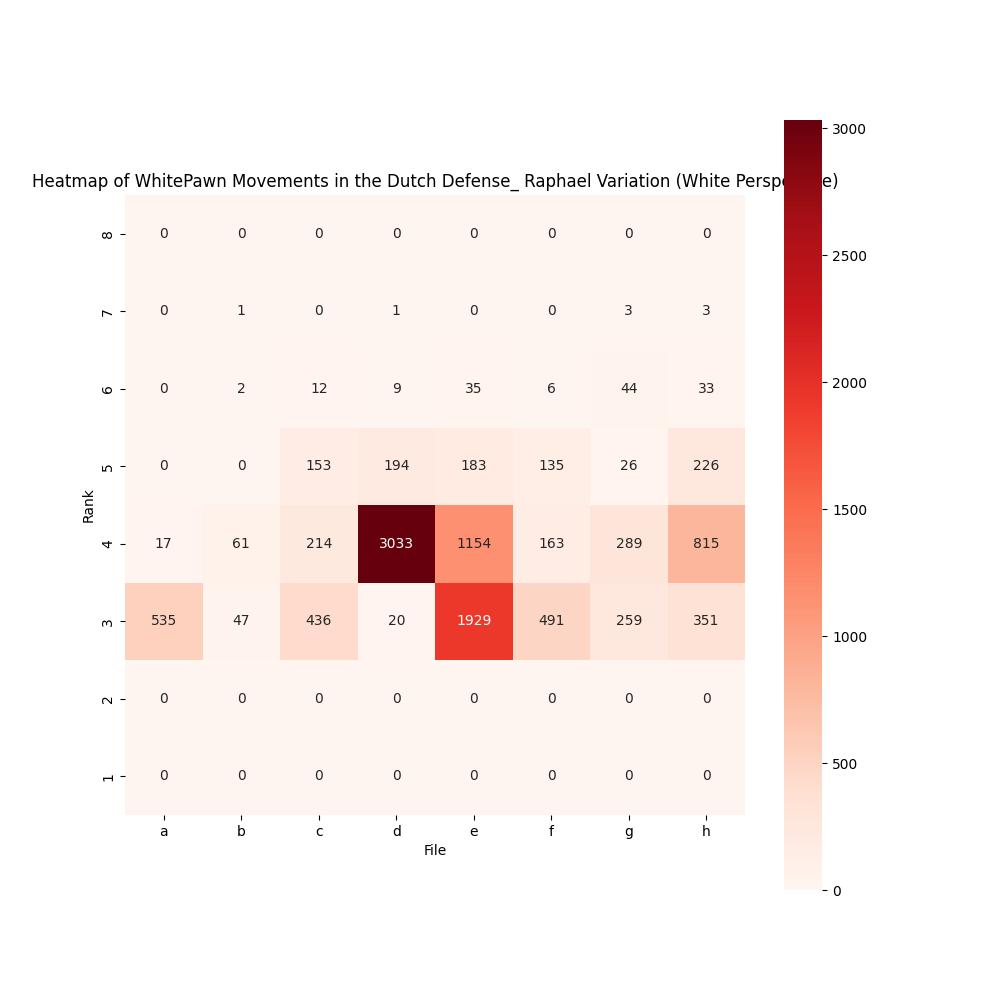 Heatmap of WhitePawn Movements in the Dutch Defense_ Raphael Variation (White Perspe e)
8 0 0 0 0 0 0 0 0
7 0 1 0 1 0 0 3 3
6 0 2 12 9 35 6 44 33
5 0 0 153 194 183 135 26 226
4 17 61 214 3033 1154 163 289 815
3 535 47 436 20 1929 491 259 351
2 0 0 0 0 0 0 0 0
1 0 0 0 0 0 0 0 0
a b c d e f g h
File
Rank
3000
2500
2000
1500
1000
500
0